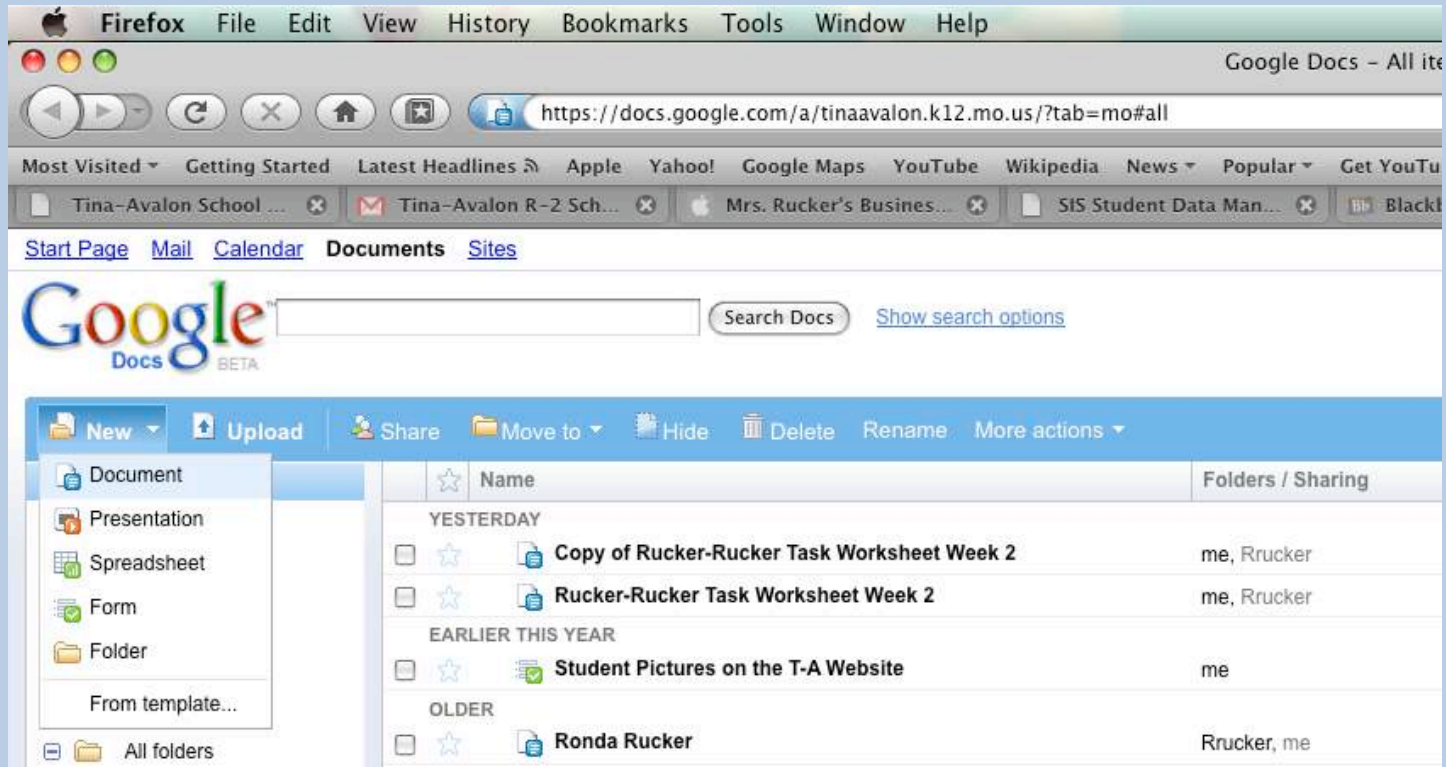 Firefox File Edit View History Bookmarks Tools Window Help
Google Docs – All ite
https://docs.google.com/a/tinaavalon.k12.mo.us/?tab=mo#all
Most Visited Getting Started Latest Headlines Apple Yahoo! Google Maps YouTube Wikipedia News Popular Get YouTu
Tina-Avalon School ... Tina-Avalon R-2 Sch... Mrs. Rucker's Busines... SIS Student Data Man... Bb Blackb
Start Page Mail Calendar Documents Sites
Google™ Search Docs Show search options
Docs BETA
New Upload Share Move to Hide Delete Rename More actions
Document Name Folders / Sharing
Presentation YESTERDAY
Spreadsheet Copy of Rucker-Rucker Task Worksheet Week 2 me, Rrucker
Form Rucker-Rucker Task Worksheet Week 2 me, Rrucker
Folder EARLIER THIS YEAR
Student Pictures on the T-A Website me
From template... OLDER
All folders Ronda Rucker Rrucker, me